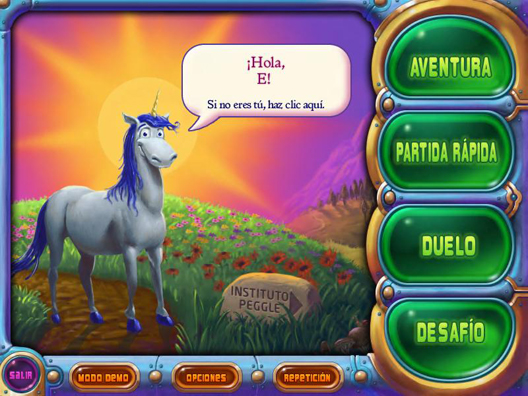 ¡Hola,
E!
Si no eres tú, haz clic aquí.
AVENTURA
PARTIDA RÁPIDA
DUELO
DESAFÍO
INSTITUTO
PEGGLE
SALIR
MODO DEMO
OPCIONES
REPETICIÓN